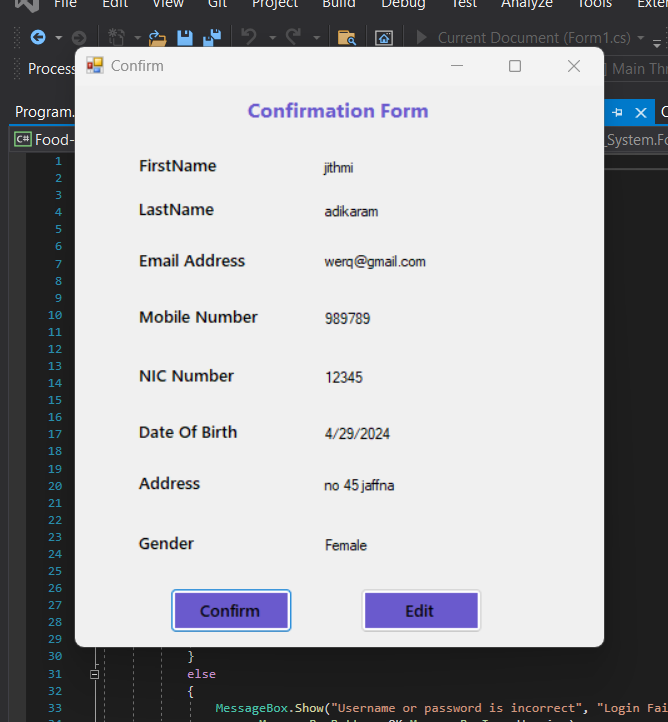 File Edit View Git Project Build Debug Test Analyze Tools Exten
Current Document (Form1.cs)
Process
Main Thr
Confirm
Program.
Food-
_System.Fo
Confirmation Form
FirstName jithmi
LastName adikaram
Email Address werq@gmail.com
Mobile Number 989789
NIC Number 12345
Date Of Birth 4/29/2024
Address no 45 jaffna
Gender Female
Confirm Edit
1
2
3
4
5
6
7
8
9
10
11
12
13
14
15
16
17
18
19
20
21
22
23
24
25
26
27
28
29
30 }
31 else
32 {
33 MessageBox.Show("Username or password is incorrect", "Login Fai